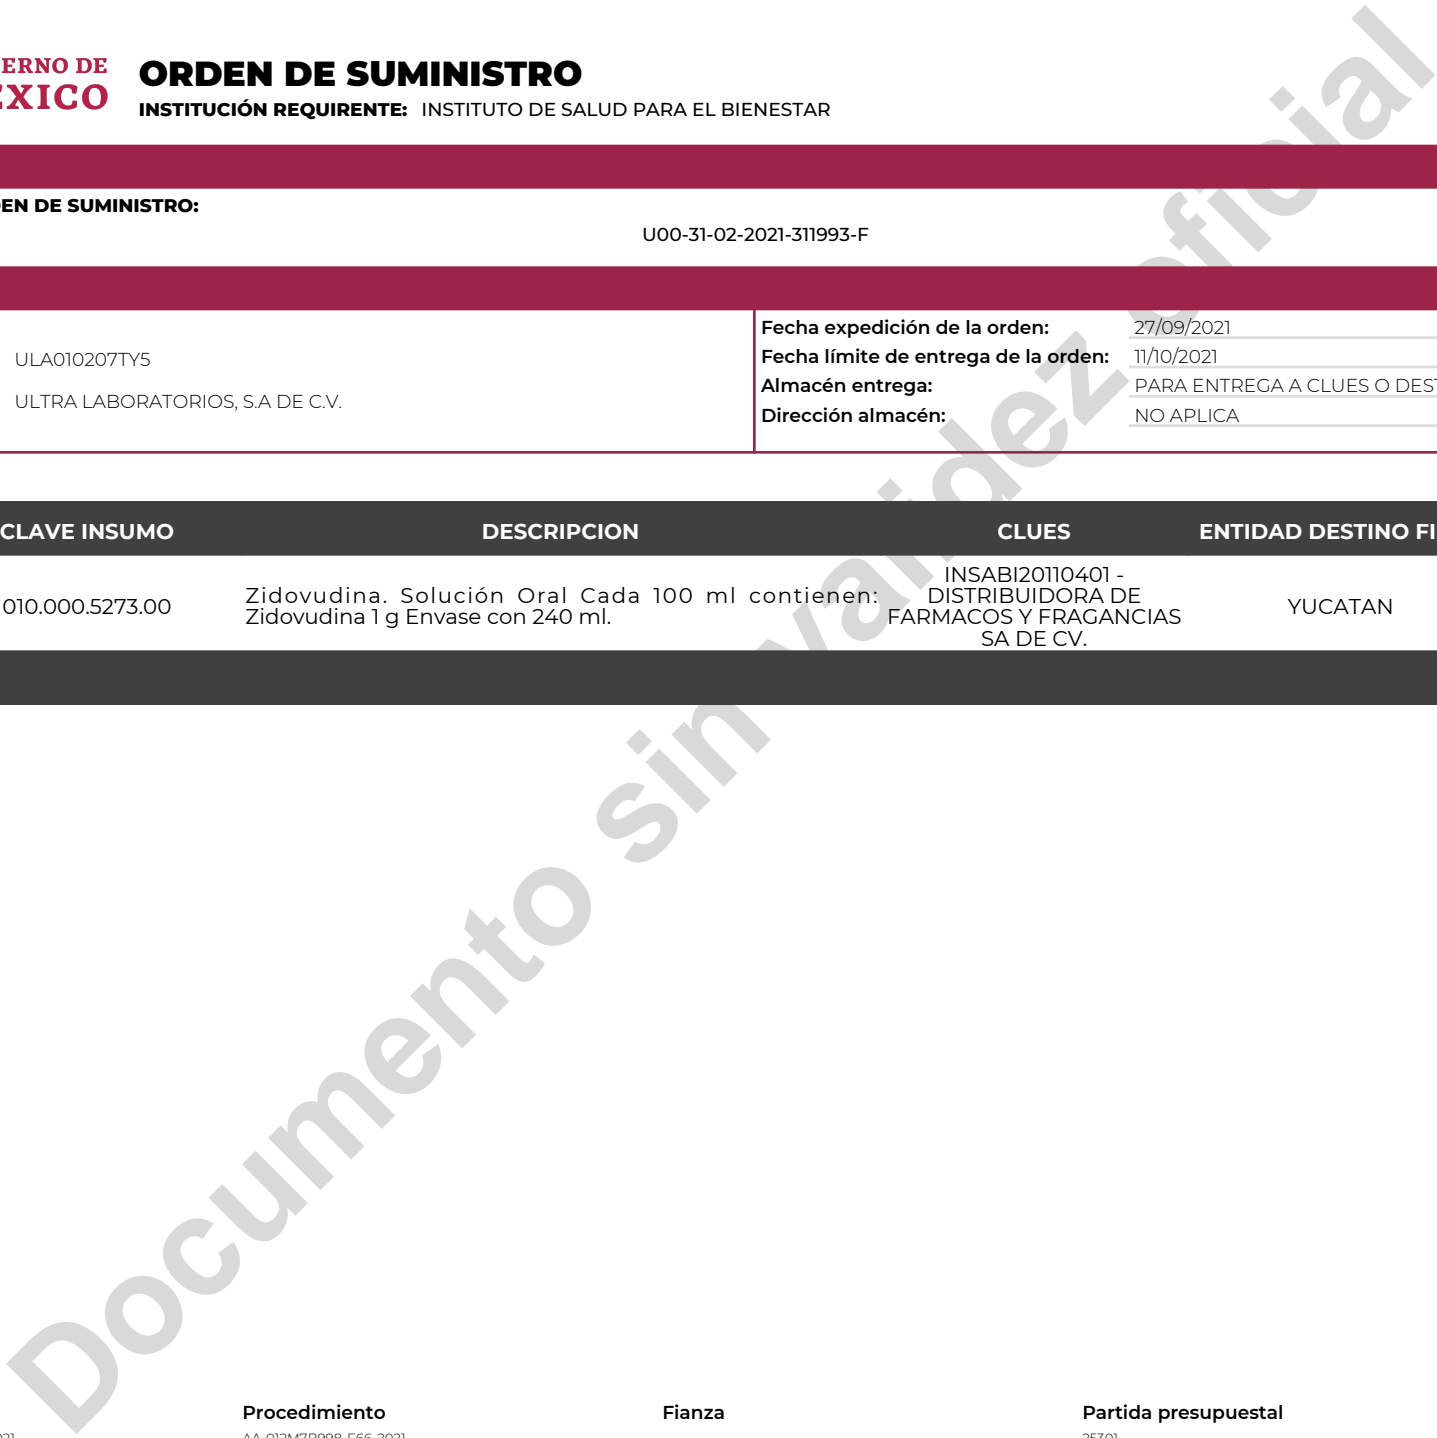 ERNO DE
EXICO
ORDEN DE SUMINISTRO
INSTITUCIÓN REQUIRENTE: INSTITUTO DE SALUD PARA EL BIENESTAR
EN DE SUMINISTRO:
U00-31-02-2021-311993-F
ULA010207TY5
ULTRA LABORATORIOS, S.A DE C.V.
Fecha expedición de la orden: 27/09/2021
Fecha límite de entrega de la orden: 11/10/2021
Almacén entrega: PARA ENTREGA A CLUES O DEST
Dirección almacén: NO APLICA
CLAVE INSUMO DESCRIPCION CLUES ENTIDAD DESTINO FI
010.000.5273.00
Zidovudina. Solución Oral Cada 100 ml contienen:
Zidovudina 1 g Envase con 240 ml.
INSABI20110401 -
DISTRIBUIDORA DE
FARMACOS Y FRAGANCIAS
SA DE CV.
YUCATAN
Documento sin validez oficial
Procedimiento Fianza Partida presupuestal